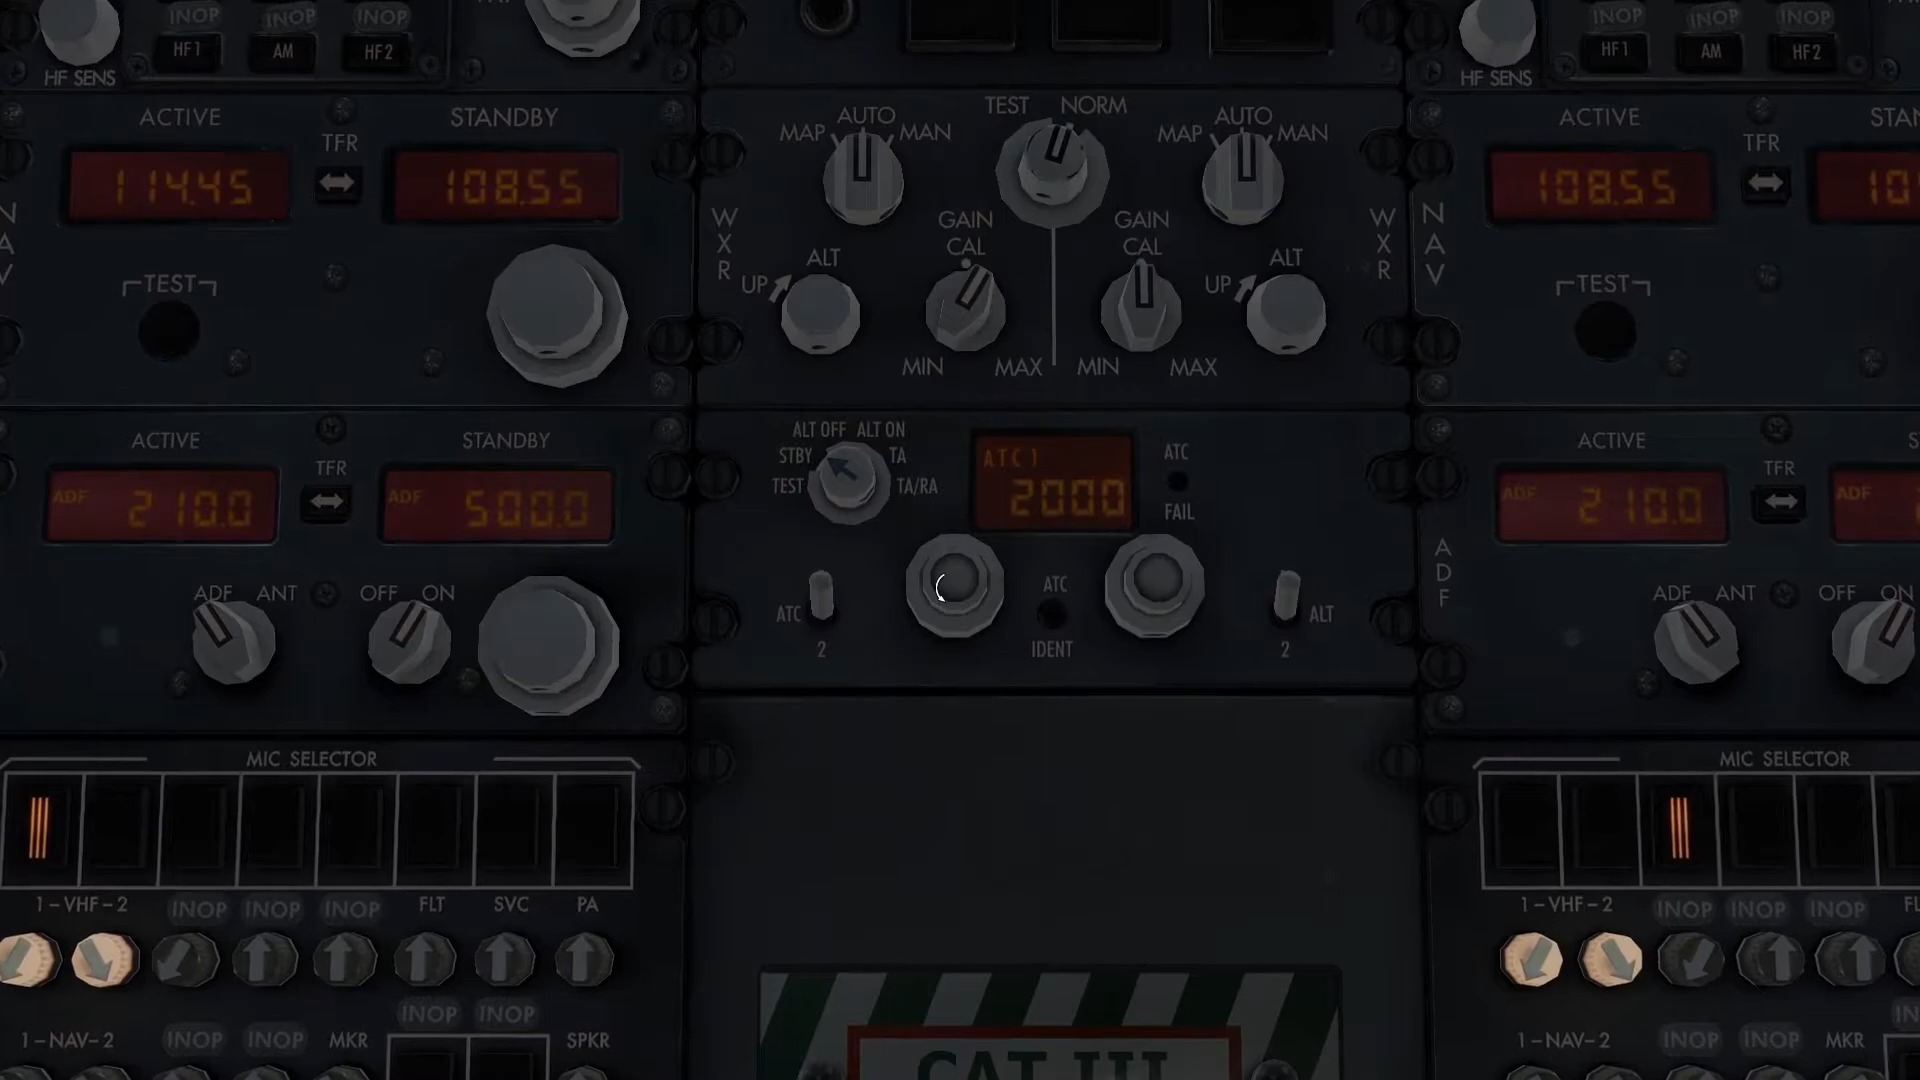 INOP INOP INOP
HF1 AM HF2
HF SENS
ACTIVE STANDBY
TFR
114.45 108.55
TEST
NAV
AUTO
MAP MAN
TEST NORM
AUTO
MAP MAN
WXR
GAIN
CAL
GAIN
CAL
WXR
ALT
UP
ALT
UP
MIN MAX
MIN MAX
INOP INOP INOP
HF1 AM HF2
HF SENS
ACTIVE
TFR
108.55
NAV
TEST
ACTIVE STANDBY
TFR
ADF 210.0
ADF 500.0
ADF ANT
OFF ON
ALT OFF ALT ON
STBY TA
TEST TA/RA
ATC 1
2000
ATC
FAIL
ATC
2
ATC
IDENT
ALT
2
ACTIVE
TFR
ADF 210.0
ADF
ADF
ADF ANT
OFF ON
MIC SELECTOR
1-VHF-2 INOP INOP INOP FLT SVC PA
INOP INOP
1-NAV-2 INOP INOP MKR SPKR
CAT III
MIC SELECTOR
1-VHF-2 INOP INOP INOP
1-NAV-2 INOP INOP MKR